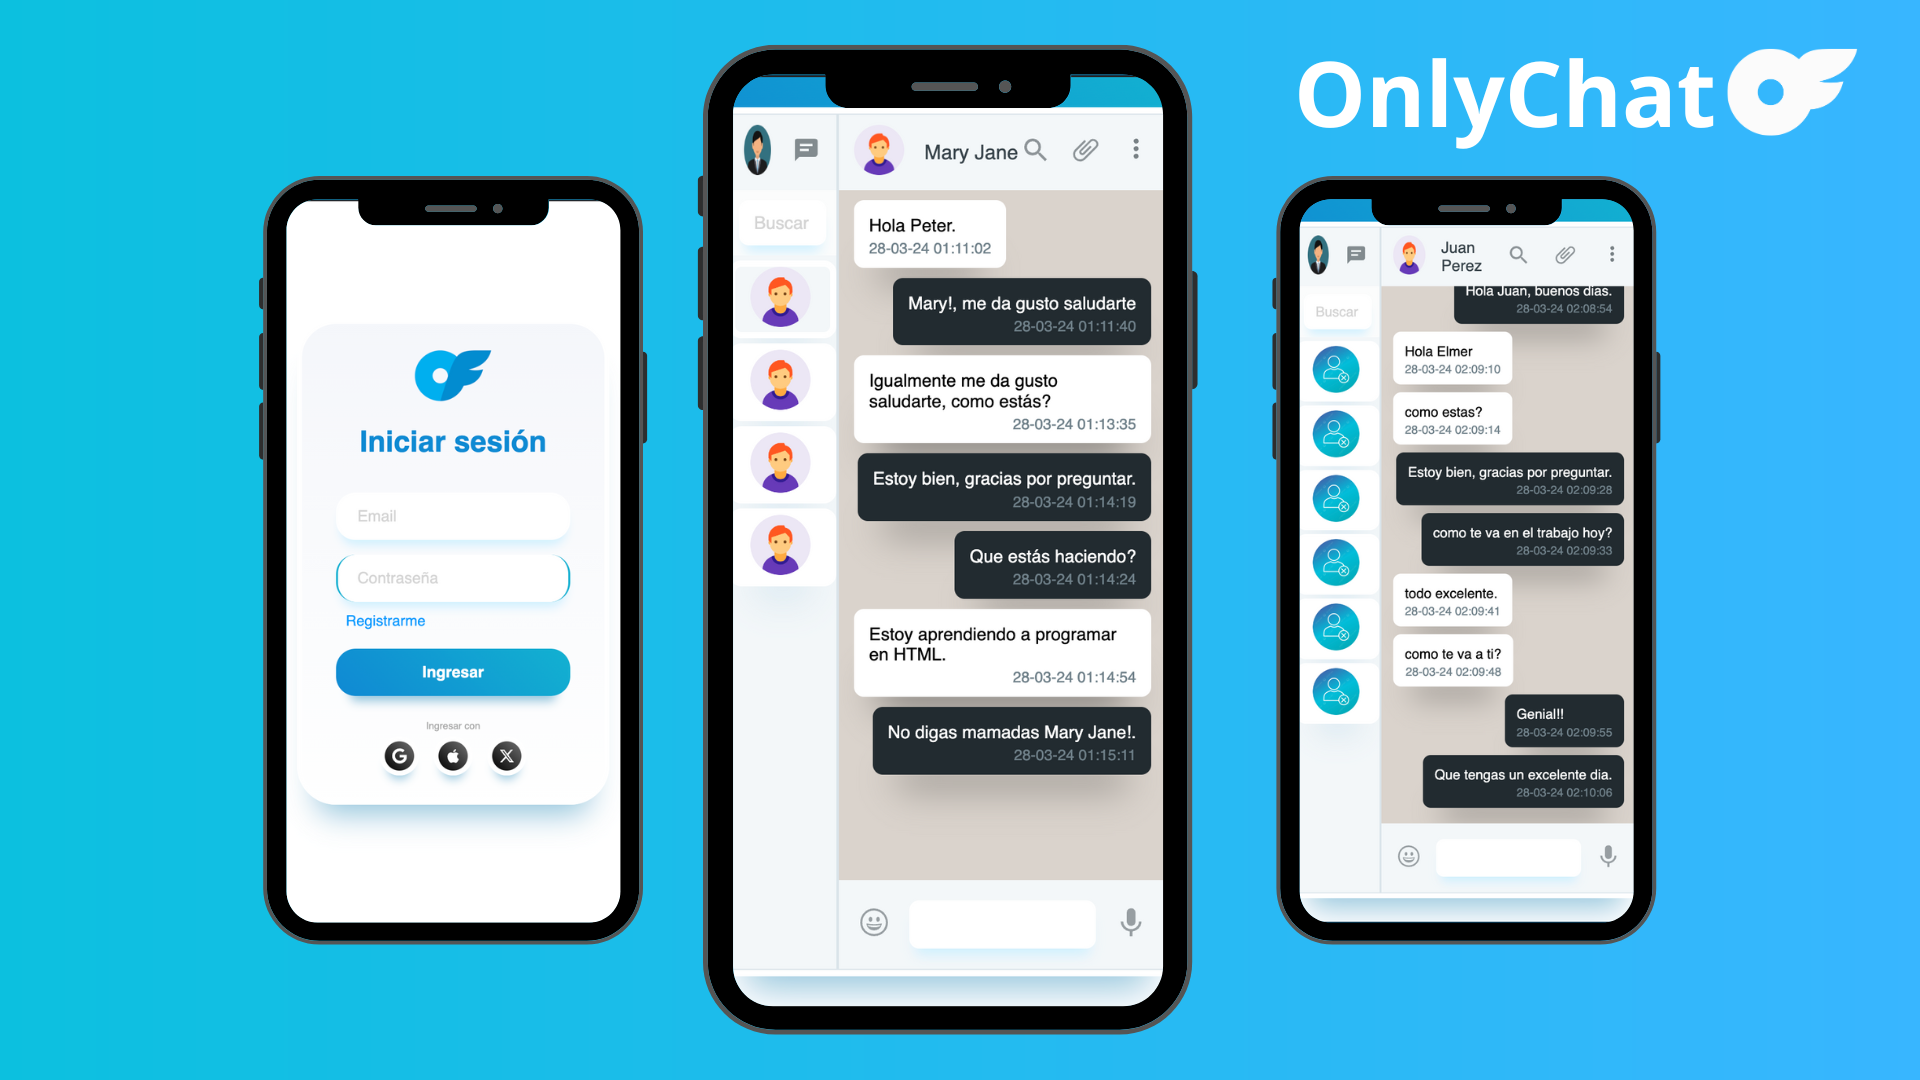 OnlyChat
Iniciar sesión
Email
Contraseña
Registrarme
Ingresar
Ingresar con
Buscar
Mary Jane
Hola Peter.
28-03-24 01:11:02
Mary!, me da gusto saludarte
28-03-24 01:11:40
Igualmente me da gusto
saludarte, como estás?
28-03-24 01:13:35
Estoy bien, gracias por preguntar.
28-03-24 01:14:19
Que estás haciendo?
28-03-24 01:14:24
Estoy aprendiendo a programar
en HTML.
28-03-24 01:14:54
No digas mamadas Mary Jane!.
28-03-24 01:15:11
Buscar
Juan
Perez
Hola Juan, buenos dias.
28-03-24 02:08:54
Hola Elmer
28-03-24 02:09:10
como estas?
28-03-24 02:09:14
Estoy bien, gracias por preguntar.
28-03-24 02:09:28
como te va en el trabajo hoy?
28-03-24 02:09:33
todo excelente.
28-03-24 02:09:41
como te va a ti?
28-03-24 02:09:48
Genial!!
28-03-24 02:09:55
Que tengas un excelente dia.
28-03-24 02:10:06